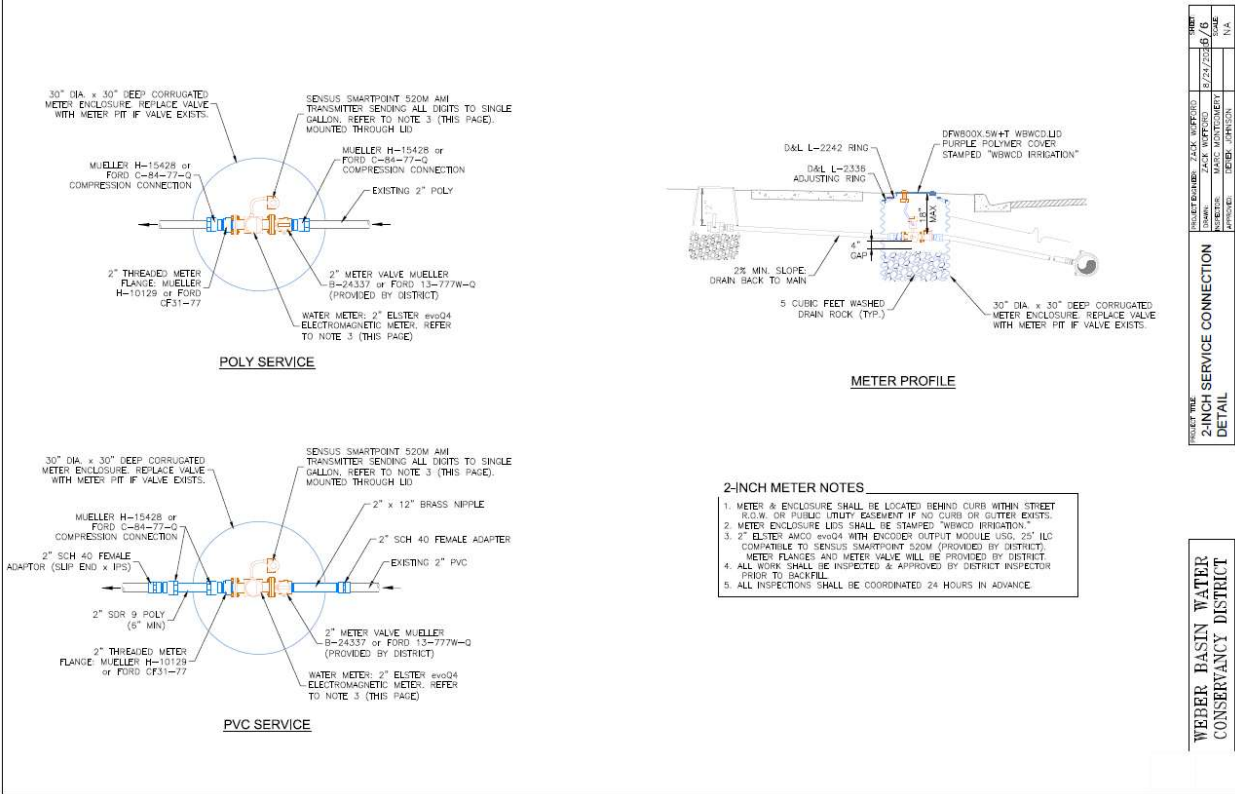 30" DIA. x 30" DEEP CORRUGATED
METER ENCLOSURE. REPLACE VALVE
WITH METER PIT IF VALVE EXISTS.
SENSUS SMARTPOINT 520M AMI
TRANSMITTER SENDING ALL DIGITS TO SINGLE
GALLON, REFER TO NOTE 3 (THIS PAGE).
MOUNTED THROUGH LID
MUELLER H-15428 or
FORD C-84-77-Q
COMPRESSION CONNECTION
MUELLER H-15428 or
FORD C-84-77-Q
COMPRESSION CONNECTION
EXISTING 2" POLY
2" THREADED METER
FLANGE: MUELLER
H-10129 or FORD
CF31-77
2" METER VALVE MUELLER
B-24337 or FORD 13-777W-Q
(PROVIDED BY DISTRICT)
WATER METER: 2" ELSTER evoQ4
ELECTROMAGNETIC METER. REFER
TO NOTE 3 (THIS PAGE)
POLY SERVICE
DFW800X.5W+T WBWCD.LID
PURPLE POLYMER COVER
STAMPED "WBWCD IRRIGATION"
D&L L-2242 RING
D&L L-2336
ADJUSTING RING
18"
MAX
4"
GAP
2% MIN. SLOPE:
DRAIN BACK TO MAIN
5 CUBIC FEET WASHED
DRAIN ROCK (TYP.)
30" DIA. x 30" DEEP CORRUGATED
METER ENCLOSURE. REPLACE VALVE
WITH METER PIT IF VALVE EXISTS.
METER PROFILE
30" DIA. x 30" DEEP CORRUGATED
METER ENCLOSURE. REPLACE VALVE
WITH METER PIT IF VALVE EXISTS.
SENSUS SMARTPOINT 520M AMI
TRANSMITTER SENDING ALL DIGITS TO SINGLE
GALLON, REFER TO NOTE 3 (THIS PAGE).
MOUNTED THROUGH LID
2" x 12" BRASS NIPPLE
MUELLER H-15428 or
FORD C-84-77-Q
COMPRESSION CONNECTION
2" SCH 40 FEMALE ADAPTER
2" SCH 40 FEMALE
ADAPTOR (SLIP END x IPS)
EXISTING 2" PVC
2" SDR 9 POLY
(6" MIN)
2" THREADED METER
FLANGE: MUELLER H-10129
or FORD CF31-77
2" METER VALVE MUELLER
B-24337 or FORD 13-777W-Q
(PROVIDED BY DISTRICT)
WATER METER: 2" ELSTER evoQ4
ELECTROMAGNETIC METER. REFER
TO NOTE 3 (THIS PAGE)
PVC SERVICE
2-INCH METER NOTES
1. METER & ENCLOSURE SHALL BE LOCATED BEHIND CURB WITHIN STREET
R.O.W. OR PUBLIC UTILITY EASEMENT IF NO CURB OR GUTTER EXISTS.
2. METER ENCLOSURE LIDS SHALL BE STAMPED "WBWCD IRRIGATION."
3. 2" ELSTER AMCO evoQ4 WITH ENCODER OUTPUT MODULE USG, 25' ILC
COMPATIBLE TO SENSUS SMARTPOINT 520M (PROVIDED BY DISTRICT).
METER FLANGES AND METER VALVE WILL BE PROVIDED BY DISTRICT.
4. ALL WORK SHALL BE INSPECTED & APPROVED BY DISTRICT INSPECTOR
PRIOR TO BACKFILL.
5. ALL INSPECTIONS SHALL BE COORDINATED 24 HOURS IN ADVANCE.
PROJECT TITLE
2-INCH SERVICE CONNECTION
DETAIL
PROJECT ENGINEER: ZACK WOFFORD
DRAWN: ZACK WOFFORD
INSPECTOR: MARC MONTGOMERY
APPROVED: DEREK JOHNSON
SHEET
6/6
SCALE
NA
WEBER BASIN WATER
CONSERVANCY DISTRICT